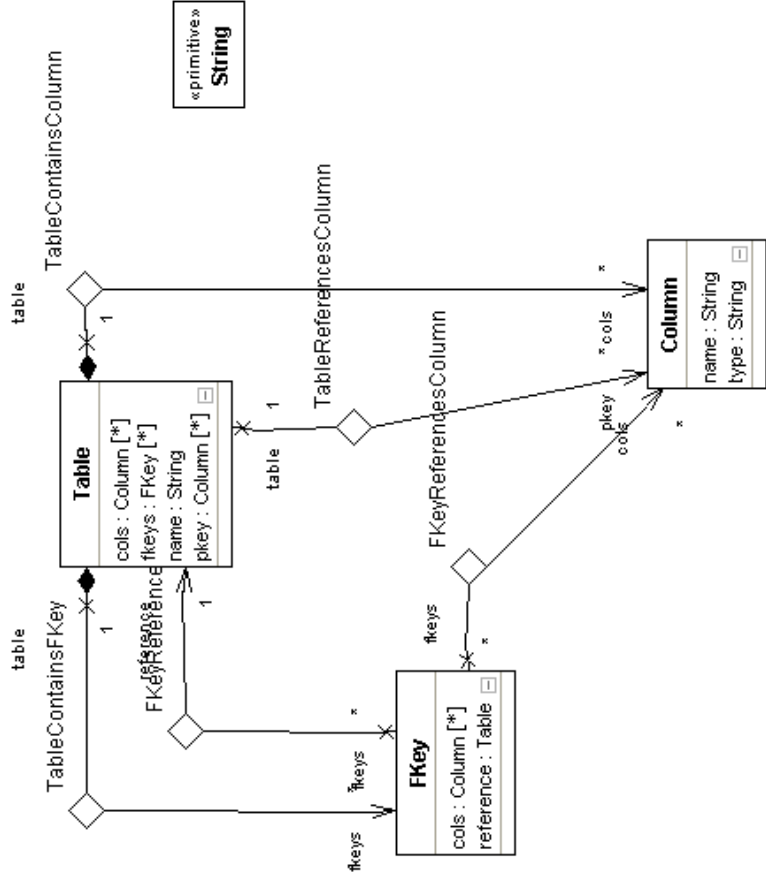 table
table
TableContainsFKey
TableContainsColumn
Table
1
1
cols : Column [*]
fkeys : FKey [*]
name : String
pkey : Column [*]
«primitive»
String
reference
FKeyReference
1
table
1
TableReferencesColumn
fkeys
*
fkeys
*
FKey
cols : Column [*]
reference : Table
fkeys
*
FKeyReferencesColumn
pkey
*
cols
*
cols
*
Column
name : String
type : String